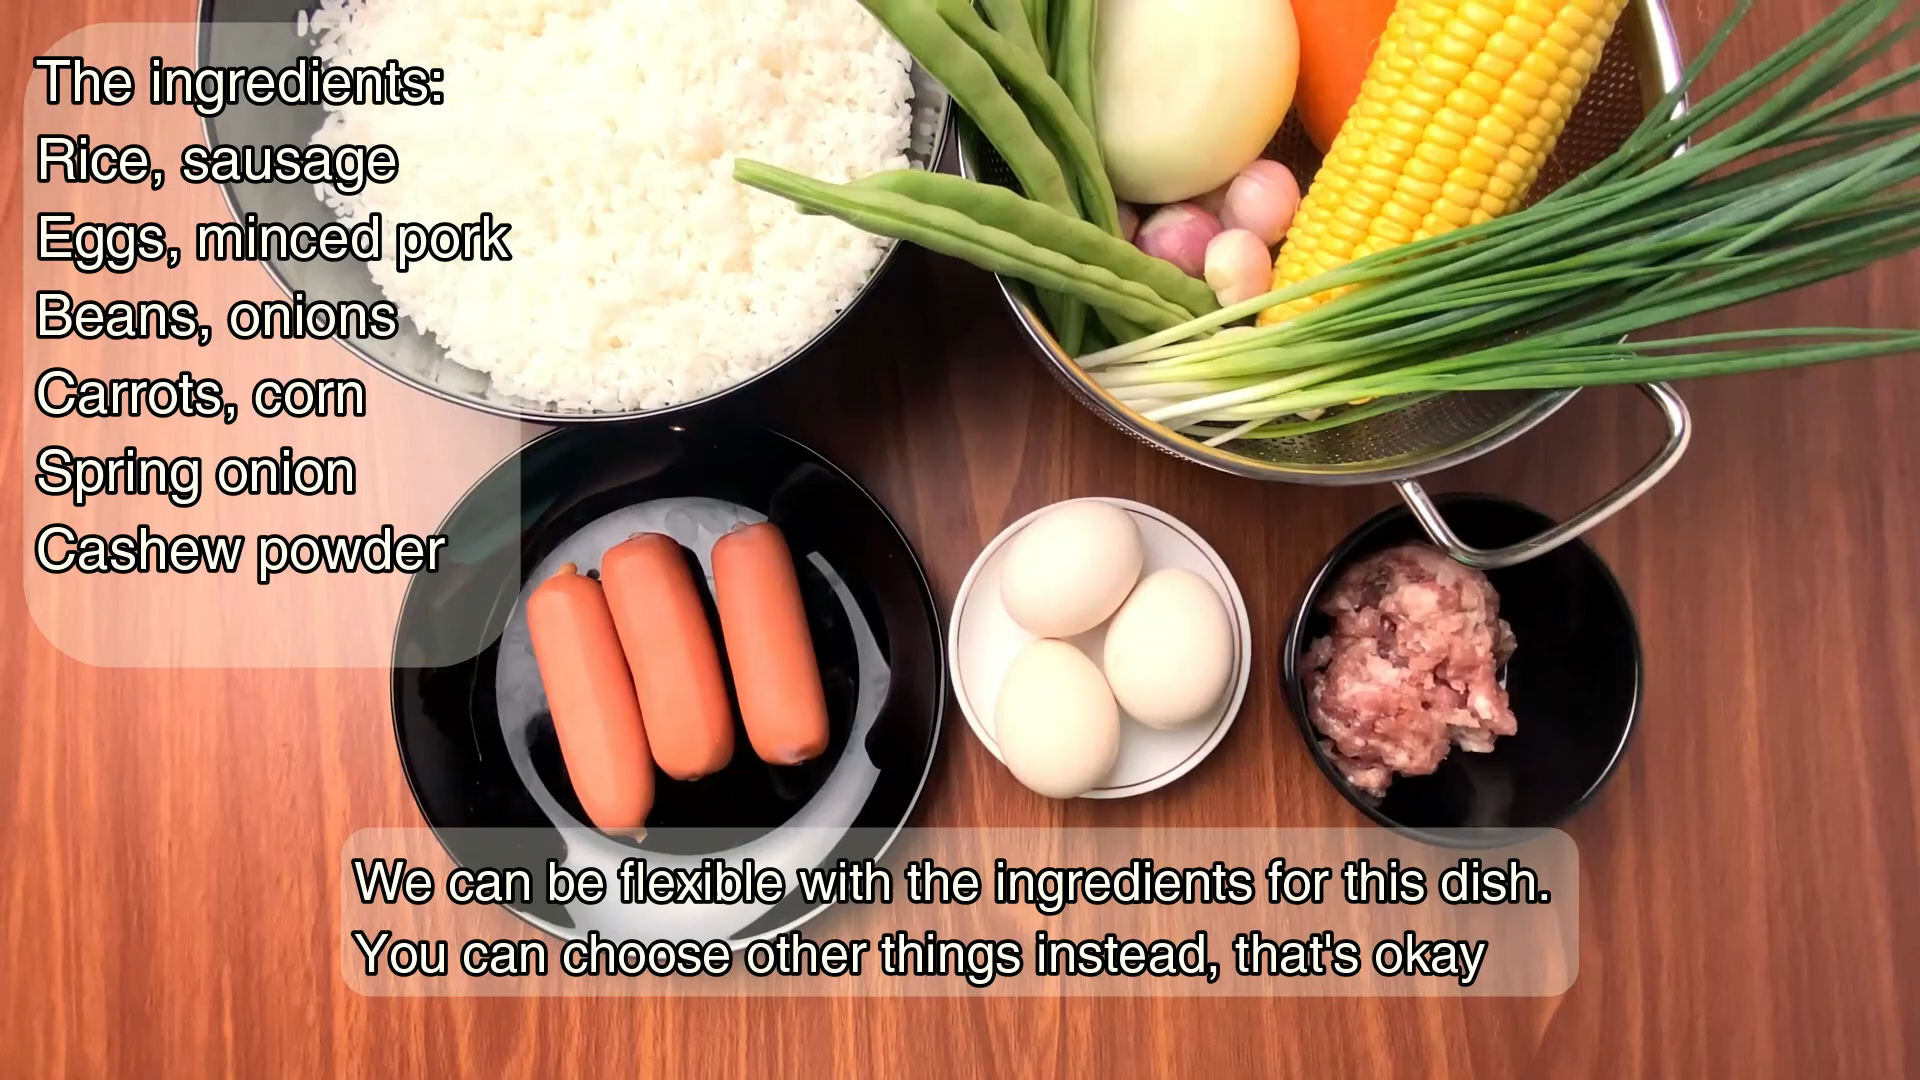 The ingredients:
Rice, sausage
Eggs, minced pork
Beans, onions
Carrots, corn
Spring onion
Cashew powder
We can be flexible with the ingredients for this dish.
You can choose other things instead, that's okay